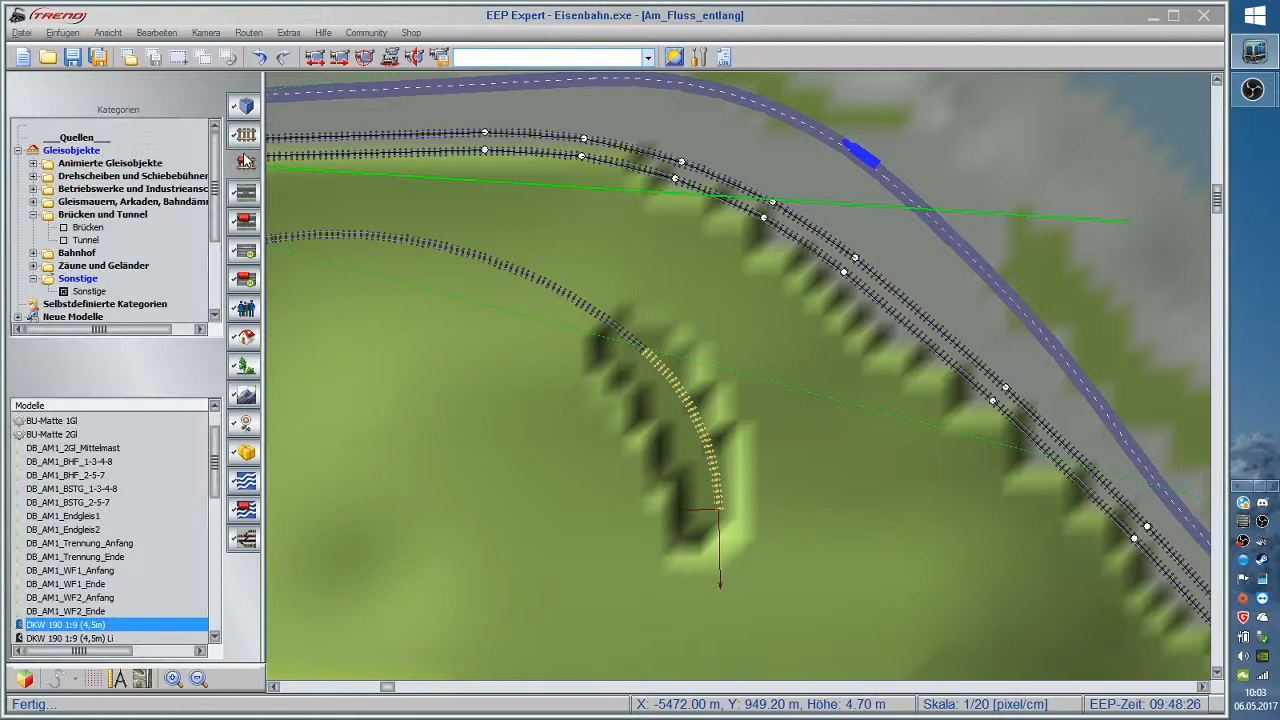 TREND
EEP Expert - Eisenbahn.exe - [Am_Fluss_entlang]
Datei Einfügen Ansicht Bearbeiten Kamera Routen Extras Hilfe Community Shop
Kategorien
__Quellen__
Gleisobjekte
Animierte Gleisobjekte
Drehscheiben und Schiebebühner
Betriebswerke und Industrieansc
Gleismauern, Arkaden, Bahndäm
Brücken und Tunnel
Brücken
Tunnel
Bahnhof
Zäune und Geländer
Sonstige
Sonstige
Selbstdefinierte Kategorien
Neue Modelle
Modelle
BU-Matte 1Gl
BU-Matte 2Gl
DB_AM1_2Gl_Mittelmast
DB_AM1_BHF_1-3-4-8
DB_AM1_BHF_2-5-7
DB_AM1_BSTG_1-3-4-8
DB_AM1_BSTG_2-5-7
DB_AM1_Endgleis1
DB_AM1_Endgleis2
DB_AM1_Trennung_Anfang
DB_AM1_Trennung_Ende
DB_AM1_WF1_Anfang
DB_AM1_WF1_Ende
DB_AM1_WF2_Anfang
DB_AM1_WF2_Ende
DKW 190 1:9 (4,5m)
DKW 190 1:9 (4,5m) Li
Fertig...
X: -5472.00 m, Y: 949.20 m, Höhe: 4.70 m
Skala: 1/20 [pixel/cm]
EEP-Zeit: 09:48:26
10:03
06.05.2017